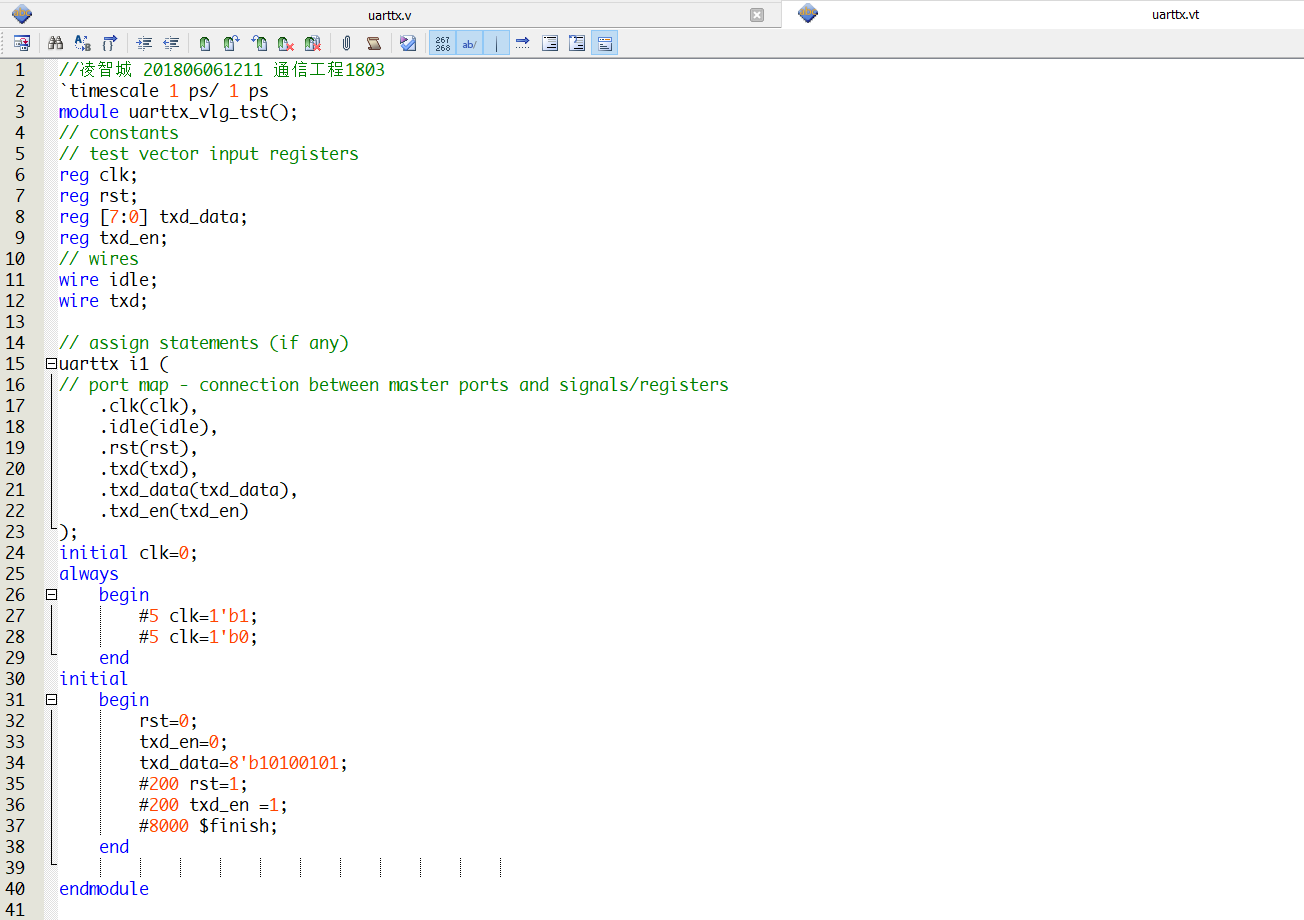 uarttx.v
uarttx.vt
267
268
ab/
1 //凌智城 201806061211 通信工程1803
2 `timescale 1 ps/ 1 ps
3 module uarttx_vlg_tst();
4 // constants
5 // test vector input registers
6 reg clk;
7 reg rst;
8 reg [7:0] txd_data;
9 reg txd_en;
10 // wires
11 wire idle;
12 wire txd;
13
14 // assign statements (if any)
15 uarttx i1 (
16 // port map - connection between master ports and signals/registers
17     .clk(clk),
18     .idle(idle),
19     .rst(rst),
20     .txd(txd),
21     .txd_data(txd_data),
22     .txd_en(txd_en)
23 );
24 initial clk=0;
25 always
26     begin
27         #5 clk=1'b1;
28         #5 clk=1'b0;
29     end
30 initial
31     begin
32         rst=0;
33         txd_en=0;
34         txd_data=8'b10100101;
35         #200 rst=1;
36         #200 txd_en =1;
37         #8000 $finish;
38     end
39
40 endmodule
41